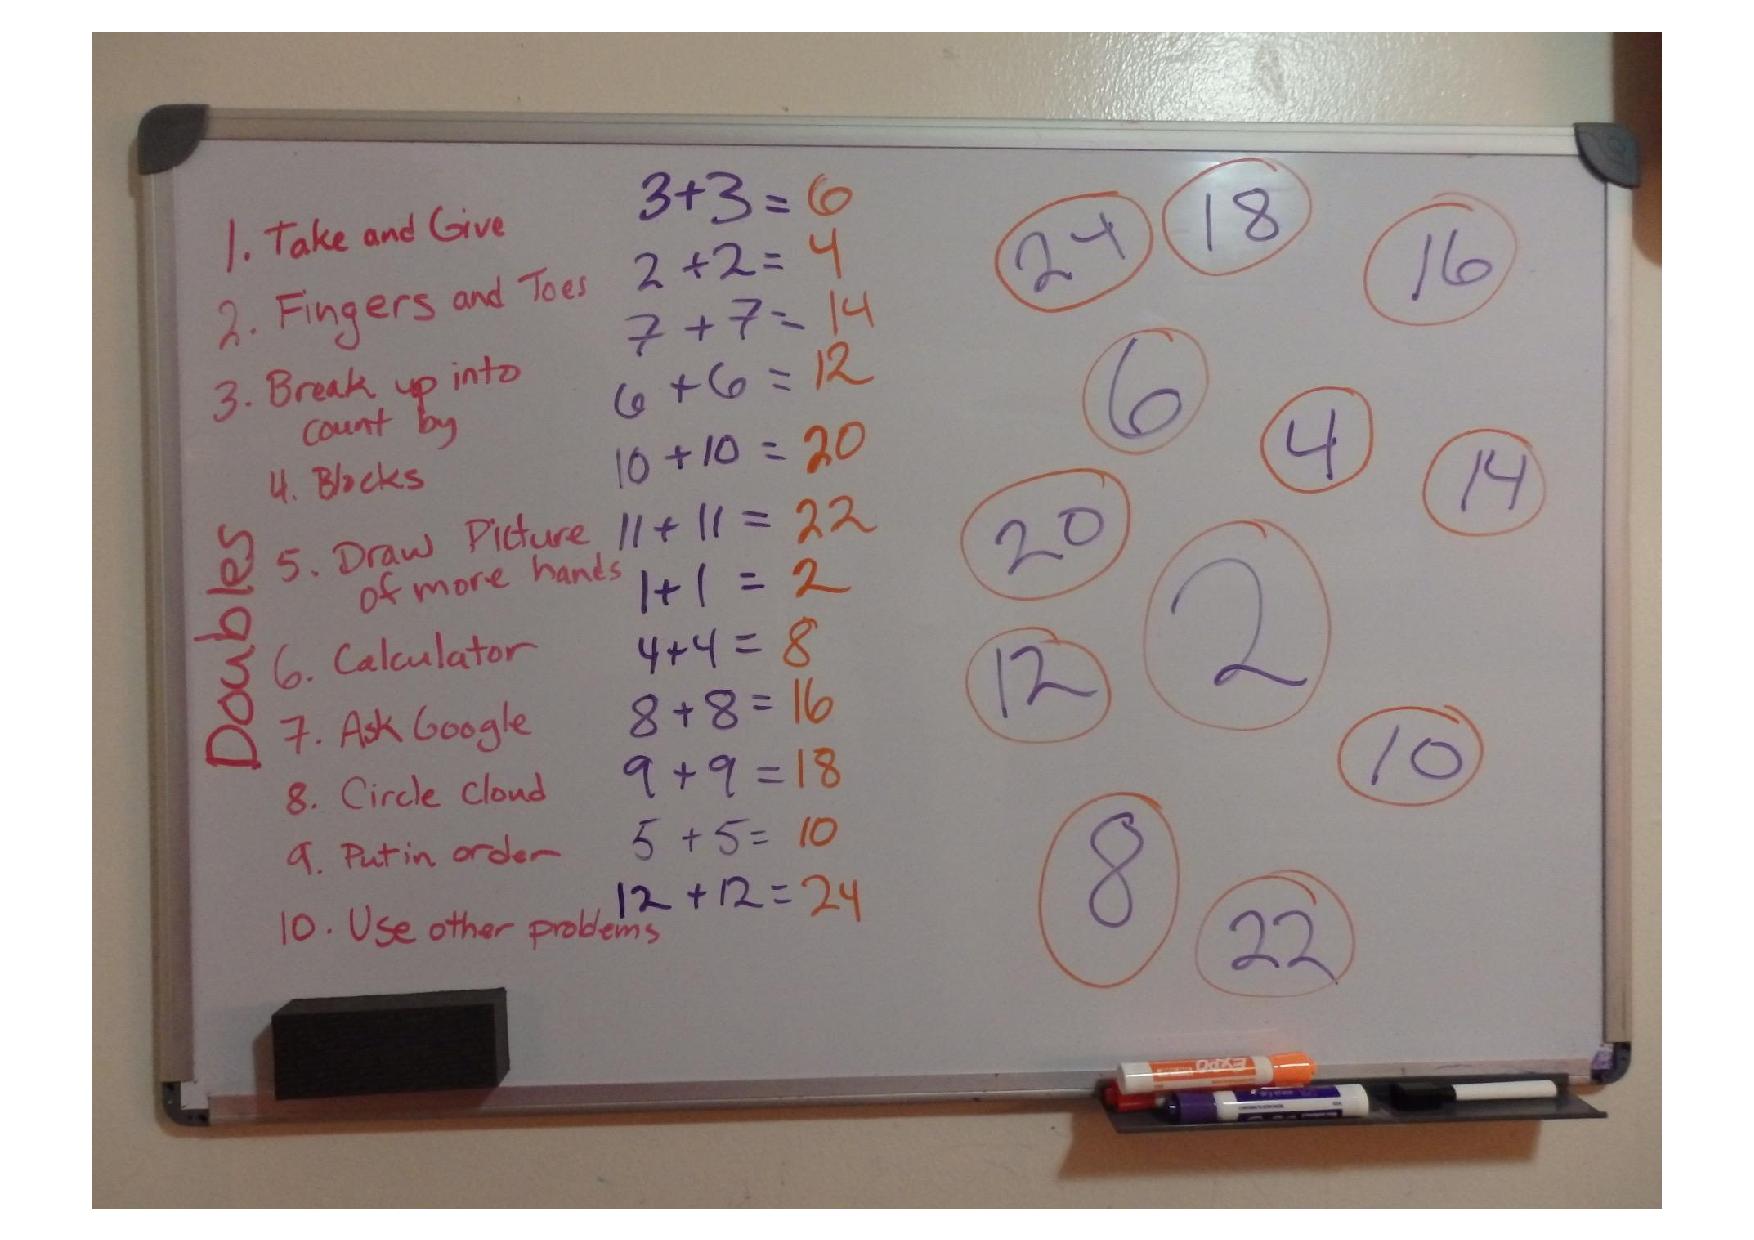 Doubles
1. Take and Give
2. Fingers and Toes
3. Break up into
count by
4. Blocks
5. Draw Picture
of more hands
6. Calculator
7. Ask Google
8. Circle Cloud
9. Put in order
10. Use other problems
3+3=6
2+2=4
7+7=14
6+6=12
10+10=20
11+11=22
1+1=2
4+4=8
8+8=16
9+9=18
5+5=10
12+12=24
24 18 16
6
4 14
20
2
12
10
8
22
EXPO